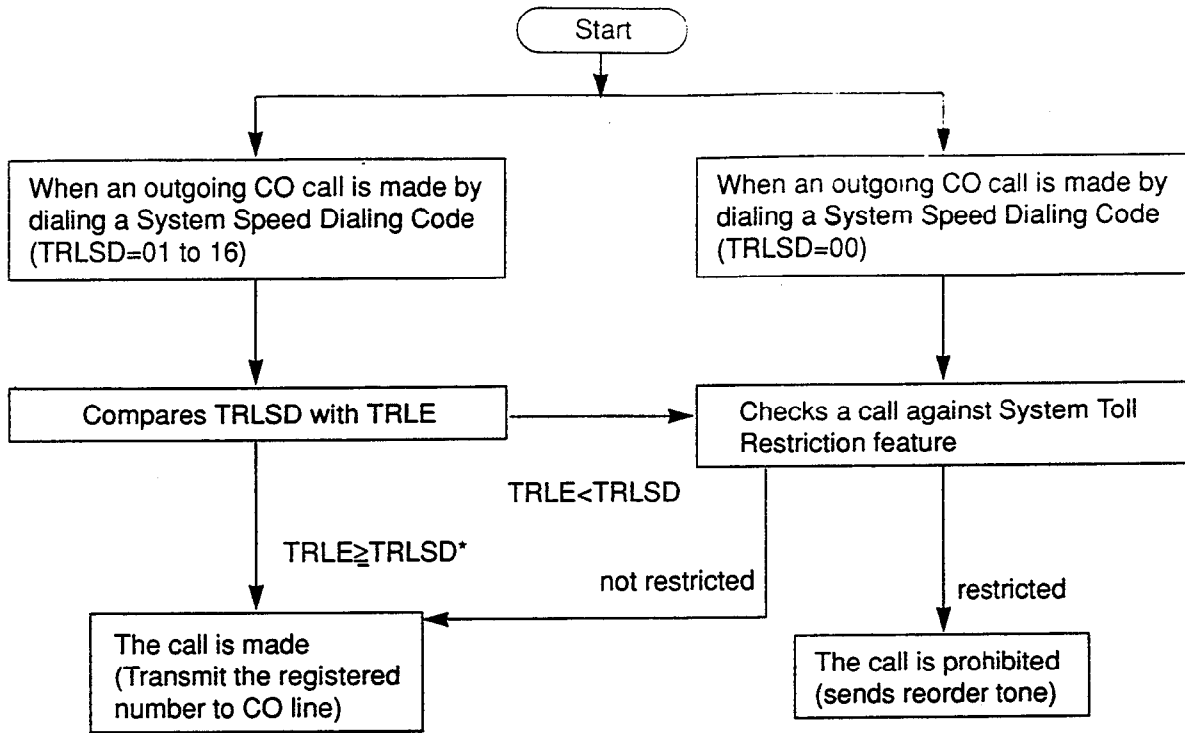 Start
When an outgoing CO call is made by
dialing a System Speed Dialing Code
(TRLSD=01 to 16)
When an outgoing CO call is made by
dialing a System Speed Dialing Code
(TRLSD=00)
Compares TRLSD with TRLE
Checks a call against System Toll
Restriction feature
TRLE<TRLSD
TRLE≧TRLSD*
not restricted
restricted
The call is made
(Transmit the registered
number to CO line)
The call is prohibited
(sends reorder tone)